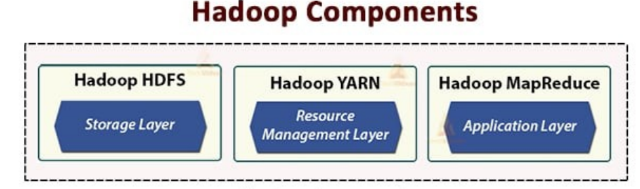 Hadoop Components
Hadoop HDFS
Storage Layer
Hadoop YARN
Resource
Management Layer
Hadoop MapReduce
Application Layer